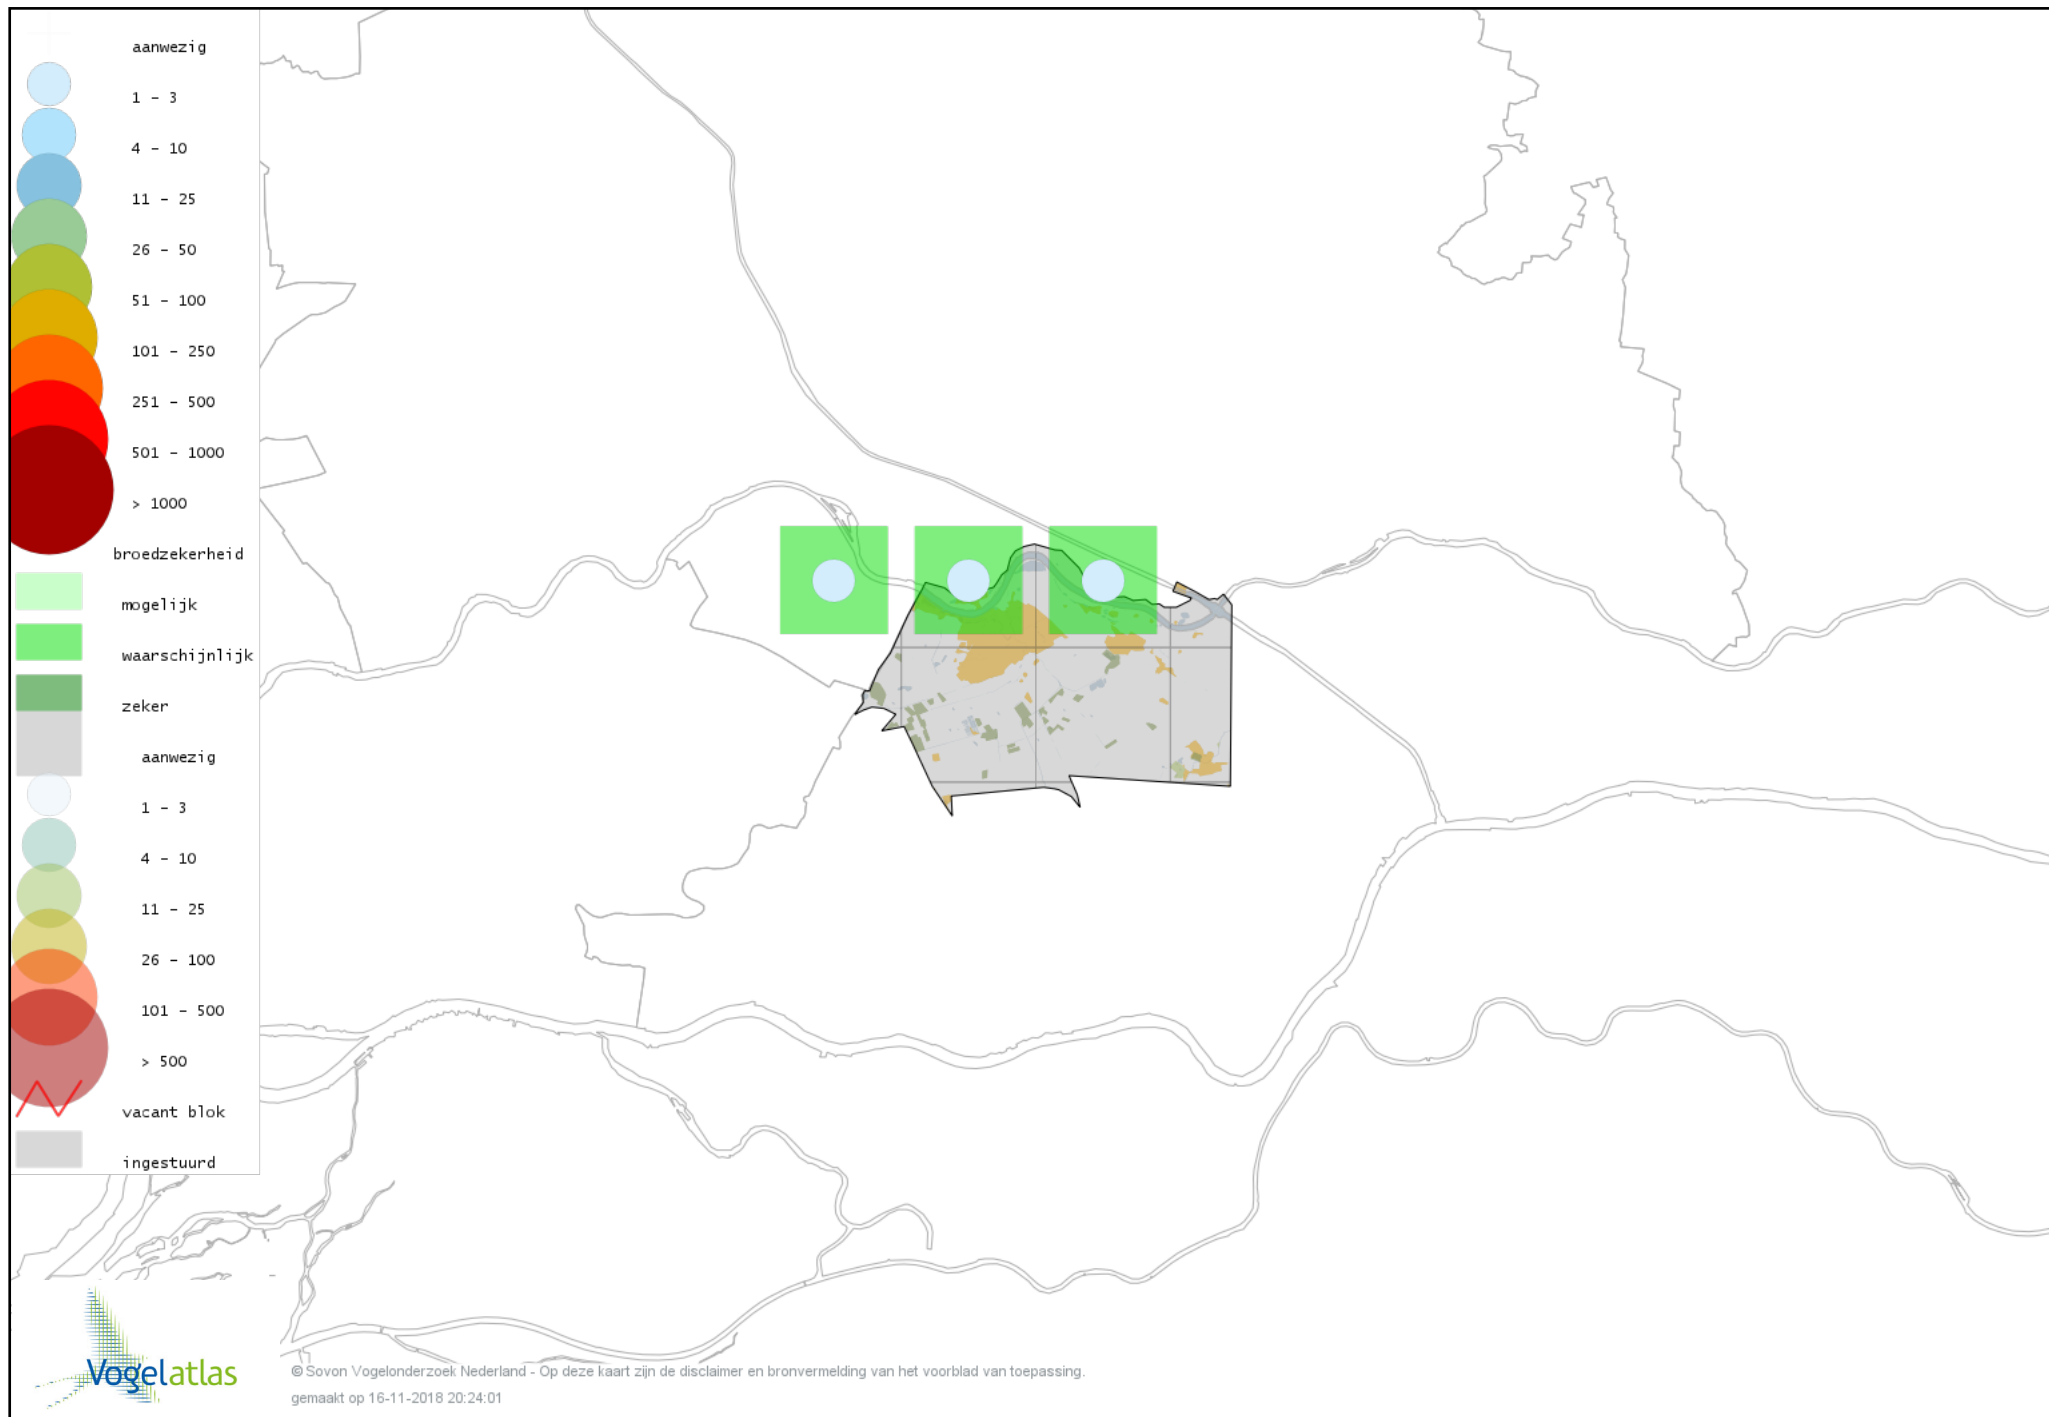 aanwezig
1 – 3
4 – 10
11 – 25
26 – 50
51 – 100
101 – 250
251 – 500
501 – 1000
> 1000
broedzekerheid
mogelijk
waarschijnlijk
zeker
aanwezig
1 – 3
4 – 10
11 – 25
26 – 100
101 – 500
> 500
vacant blok
ingestuurd
Vogelatlas
© Sovon Vogelonderzoek Nederland - Op deze kaart zijn de disclaimer en bronvermelding van het voorblad van toepassing.
gemaakt op 16-11-2018 20:24:01